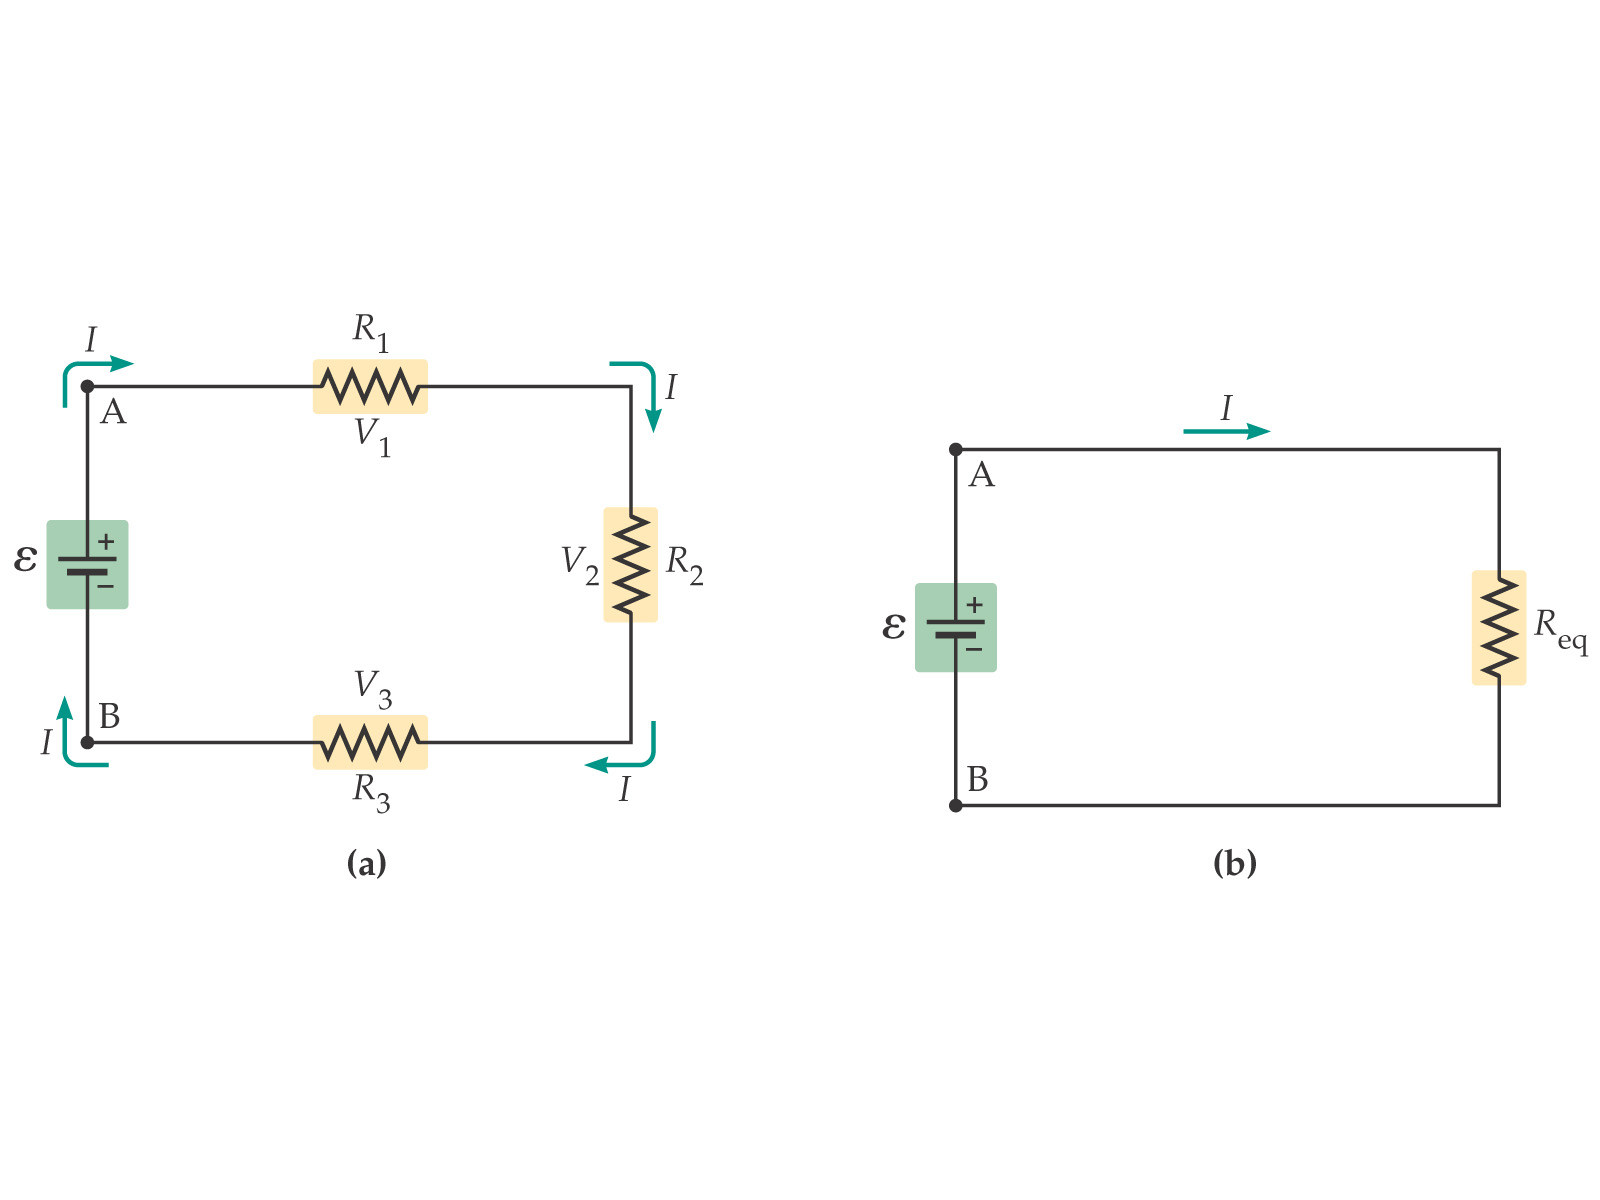 I
R1
A
V1
I
+
ε
−
V2
R2
V3
B
I
R3
I
(a)
I
A
+
ε
−
Req
B
(b)